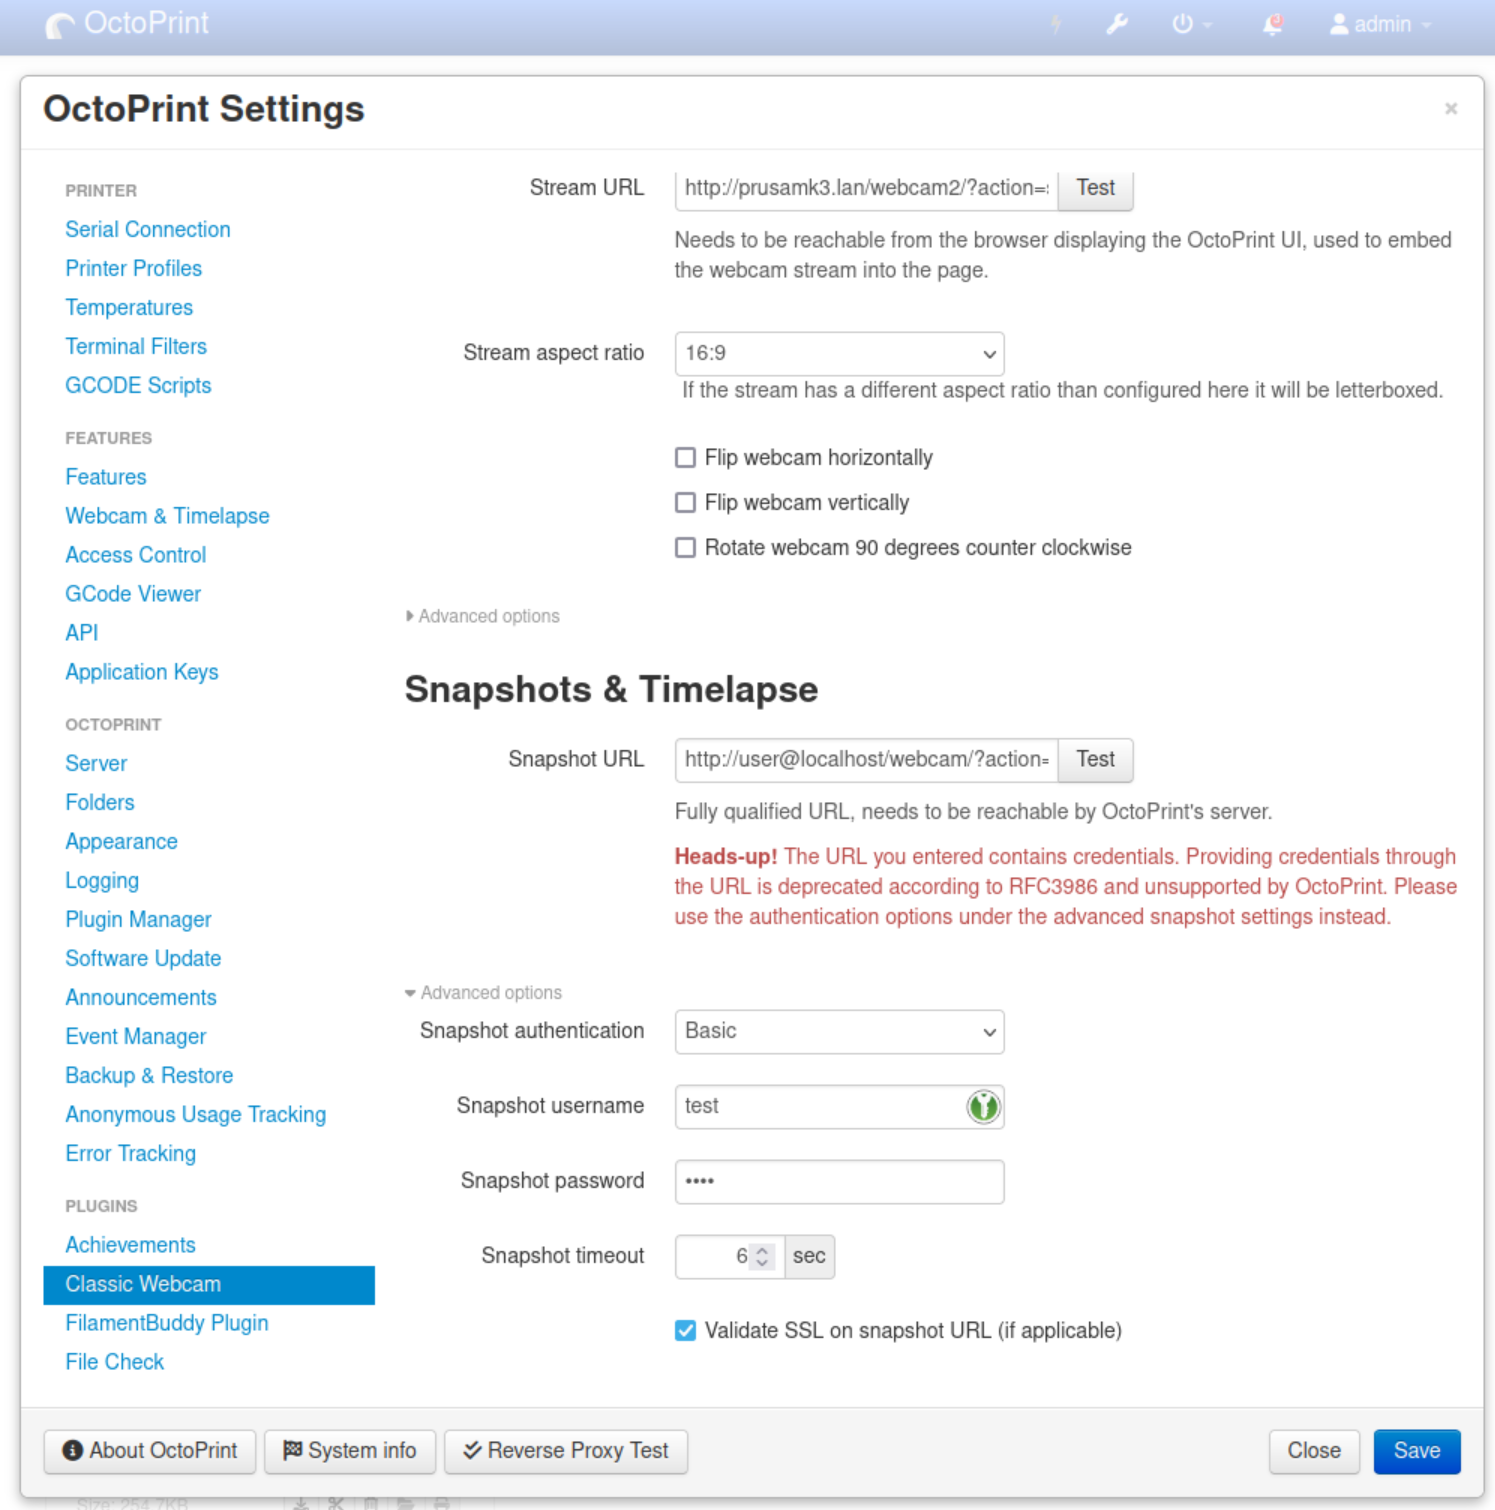 OctoPrint
admin
OctoPrint Settings
×
PRINTER
Serial Connection
Printer Profiles
Temperatures
Terminal Filters
GCODE Scripts
FEATURES
Features
Webcam & Timelapse
Access Control
GCode Viewer
API
Application Keys
OCTOPRINT
Server
Folders
Appearance
Logging
Plugin Manager
Software Update
Announcements
Event Manager
Backup & Restore
Anonymous Usage Tracking
Error Tracking
PLUGINS
Achievements
Classic Webcam
FilamentBuddy Plugin
File Check
Stream URL http://prusamk3.lan/webcam2/?action= Test
Needs to be reachable from the browser displaying the OctoPrint UI, used to embed
the webcam stream into the page.
Stream aspect ratio 16:9
If the stream has a different aspect ratio than configured here it will be letterboxed.
Flip webcam horizontally
Flip webcam vertically
Rotate webcam 90 degrees counter clockwise
Advanced options
Snapshots & Timelapse
Snapshot URL http://user@localhost/webcam/?action= Test
Fully qualified URL, needs to be reachable by OctoPrint's server.
Heads-up! The URL you entered contains credentials. Providing credentials through
the URL is deprecated according to RFC3986 and unsupported by OctoPrint. Please
use the authentication options under the advanced snapshot settings instead.
Advanced options
Snapshot authentication Basic
Snapshot username test
Snapshot password ••••
Snapshot timeout 6 sec
Validate SSL on snapshot URL (if applicable)
About OctoPrint System info Reverse Proxy Test Close Save
Size: 254.7KB